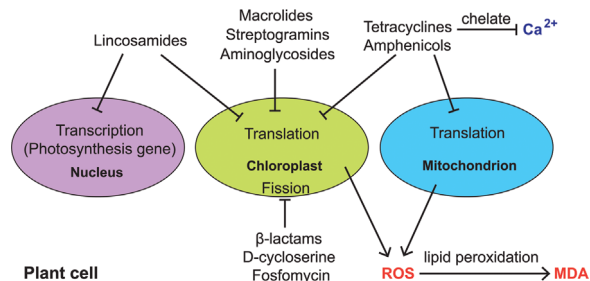 Macrolides
Streptogramins
Aminoglycosides
Lincosamides
Tetracyclines
Amphenicols
chelate
Ca²⁺
Transcription
(Photosynthesis gene)
Nucleus
Translation
Chloroplast
Fission
Translation
Mitochondrion
β-lactams
D-cycloserine
Fosfomycin
Plant cell
ROS
lipid peroxidation
MDA